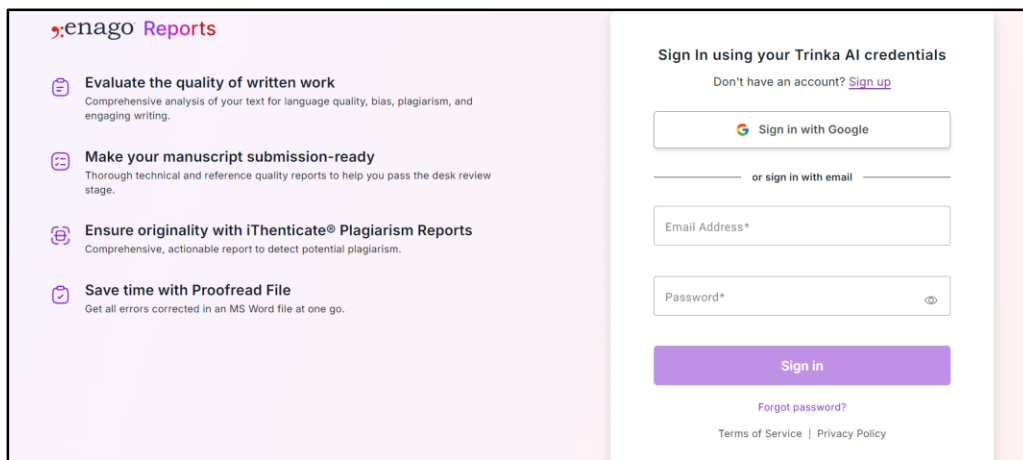 enago Reports
Evaluate the quality of written work
Comprehensive analysis of your text for language quality, bias, plagiarism, and
engaging writing.
Make your manuscript submission-ready
Thorough technical and reference quality reports to help you pass the desk review
stage.
Ensure originality with iThenticate® Plagiarism Reports
Comprehensive, actionable report to detect potential plagiarism.
Save time with Proofread File
Get all errors corrected in an MS Word file at one go.
Sign In using your Trinka AI credentials
Don't have an account? Sign up
Sign in with Google
or sign in with email
Email Address*
Password*
Sign in
Forgot password?
Terms of Service | Privacy Policy